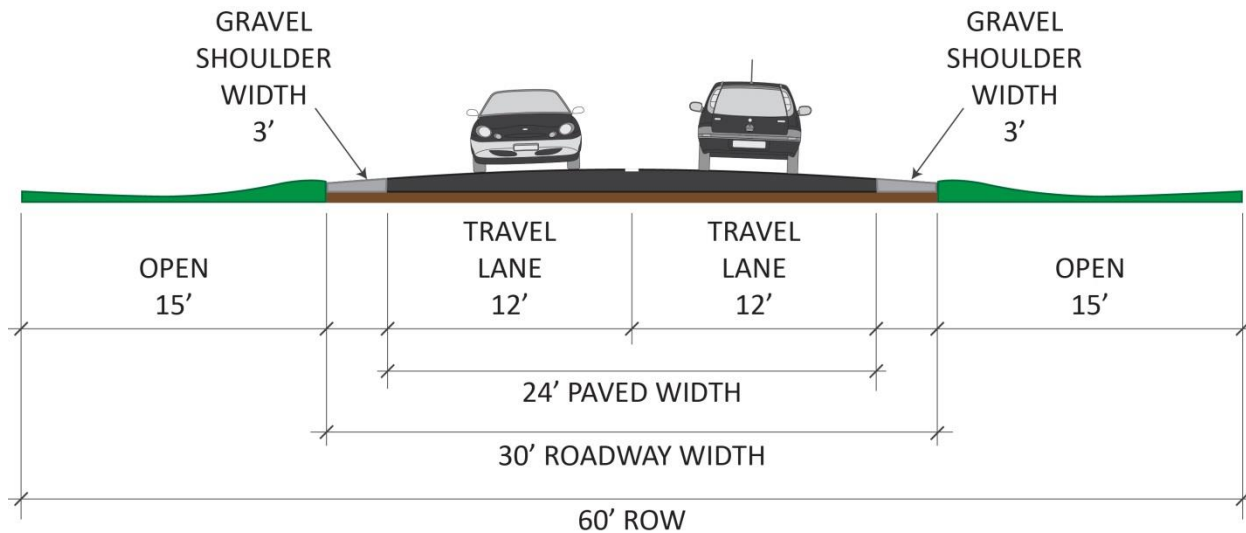 GRAVEL
SHOULDER
WIDTH
3’
GRAVEL
SHOULDER
WIDTH
3’
OPEN
15’
TRAVEL
LANE
12’
TRAVEL
LANE
12’
OPEN
15’
24’ PAVED WIDTH
30’ ROADWAY WIDTH
60’ ROW